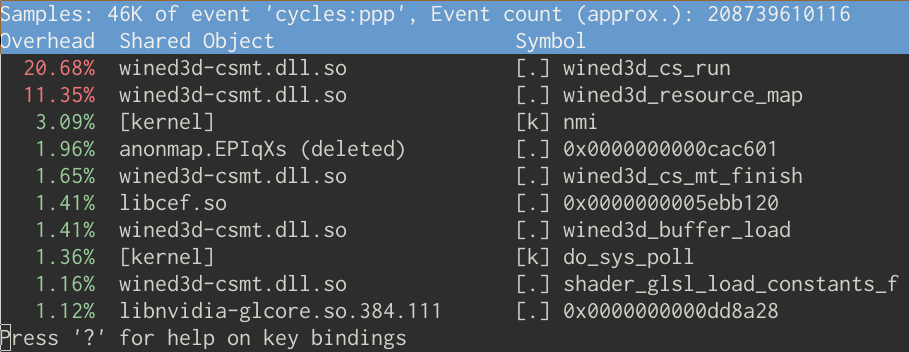 Samples: 46K of event 'cycles:ppp', Event count (approx.): 208739610116
Overhead  Shared Object                    Symbol
  20.68%  wined3d-csmt.dll.so              [.] wined3d_cs_run
  11.35%  wined3d-csmt.dll.so              [.] wined3d_resource_map
   3.09%  [kernel]                         [k] nmi
   1.96%  anonmap.EPIqXs (deleted)         [.] 0x0000000000cac601
   1.65%  wined3d-csmt.dll.so              [.] wined3d_cs_mt_finish
   1.41%  libcef.so                        [.] 0x0000000005ebb120
   1.41%  wined3d-csmt.dll.so              [.] wined3d_buffer_load
   1.36%  [kernel]                         [k] do_sys_poll
   1.16%  wined3d-csmt.dll.so              [.] shader_glsl_load_constants_f
   1.12%  libnvidia-glcore.so.384.111      [.] 0x0000000000dd8a28
Press '?' for help on key bindings